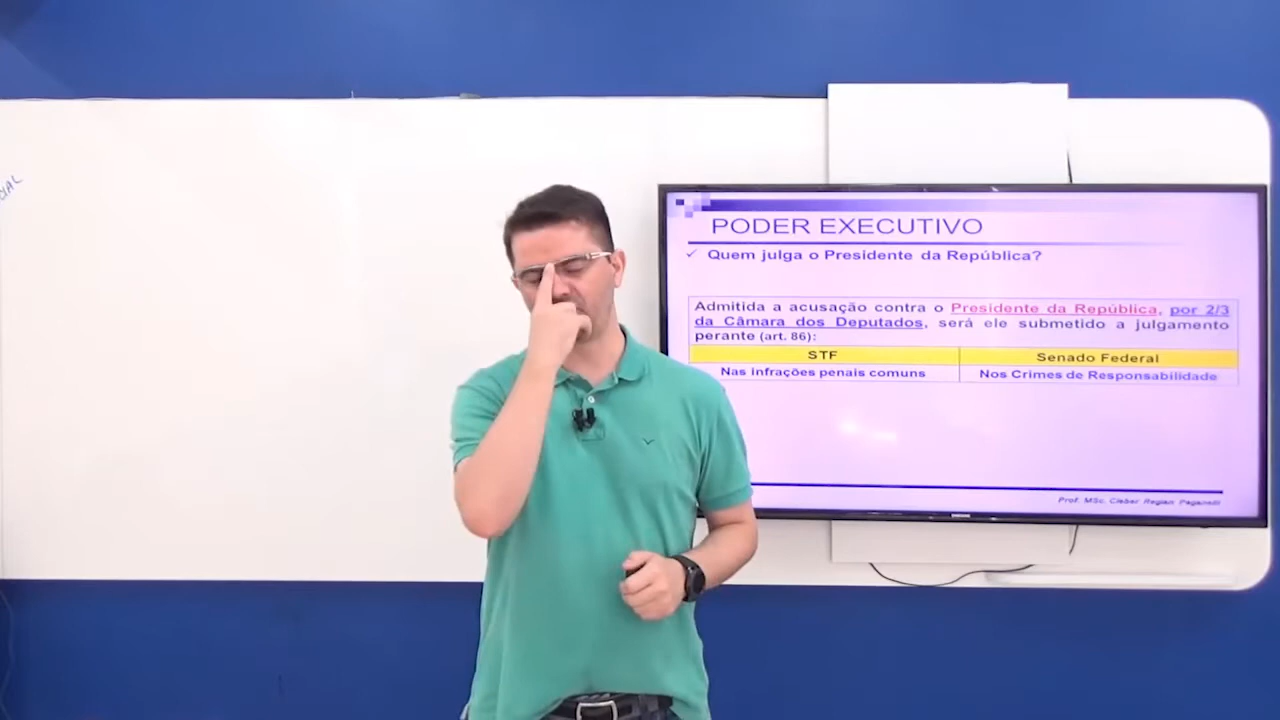 CIAL
PODER EXECUTIVO
✓ Quem julga o Presidente da República?
Admitida a acusação contra o Presidente da República, por 2/3
da Câmara dos Deputados, será ele submetido a julgamento
perante (art. 86):
STF Senado Federal
Nas infrações penais comuns Nos Crimes de Responsabilidade
Prof. MSc. Cleber Regian Paganelli